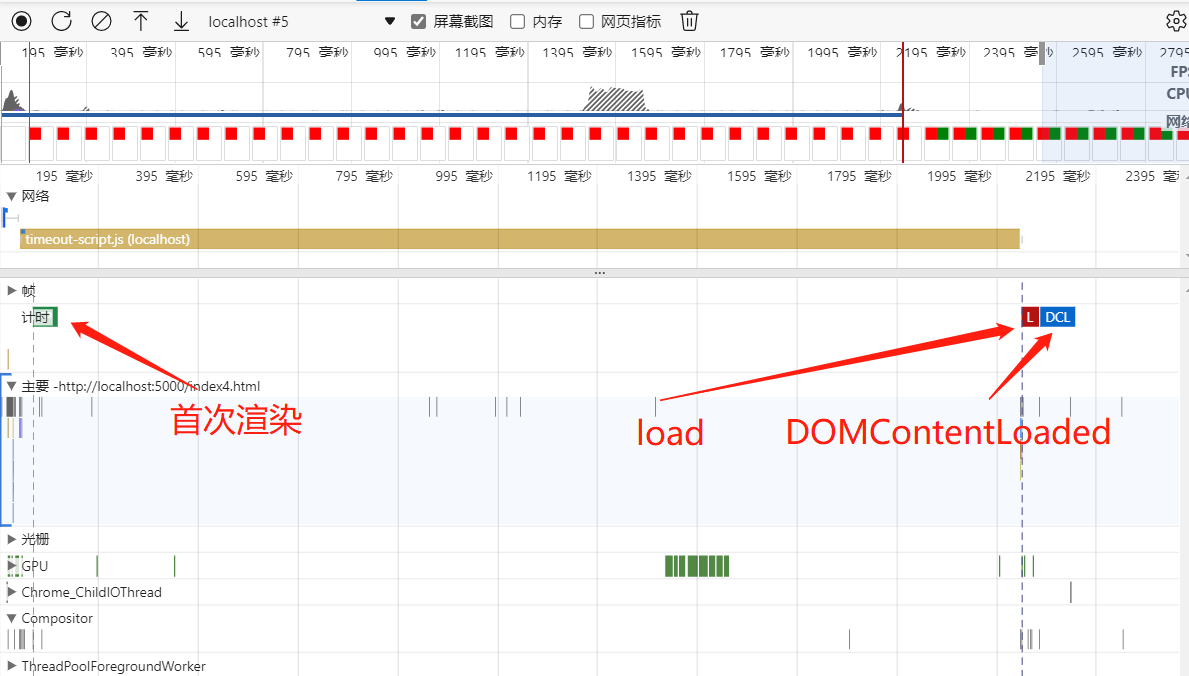 localhost #5 屏幕截图 内存 网页指标
195 毫秒 395 毫秒 595 毫秒 795 毫秒 995 毫秒 1195 毫秒 1395 毫秒 1595 毫秒 1795 毫秒 1995 毫秒 2195 毫秒 2395 毫秒 2595 毫秒 2795
FPS
CPU
网络
195 毫秒 395 毫秒 595 毫秒 795 毫秒 995 毫秒 1195 毫秒 1395 毫秒 1595 毫秒 1795 毫秒 1995 毫秒 2195 毫秒 2395 毫
网络
timeout-script.js (localhost)
帧
计时 L DCL
主要 -http://localhost:5000/index4.html
首次渲染 load DOMContentLoaded
光栅
GPU
Chrome_ChildIOThread
Compositor
ThreadPoolForegroundWorker